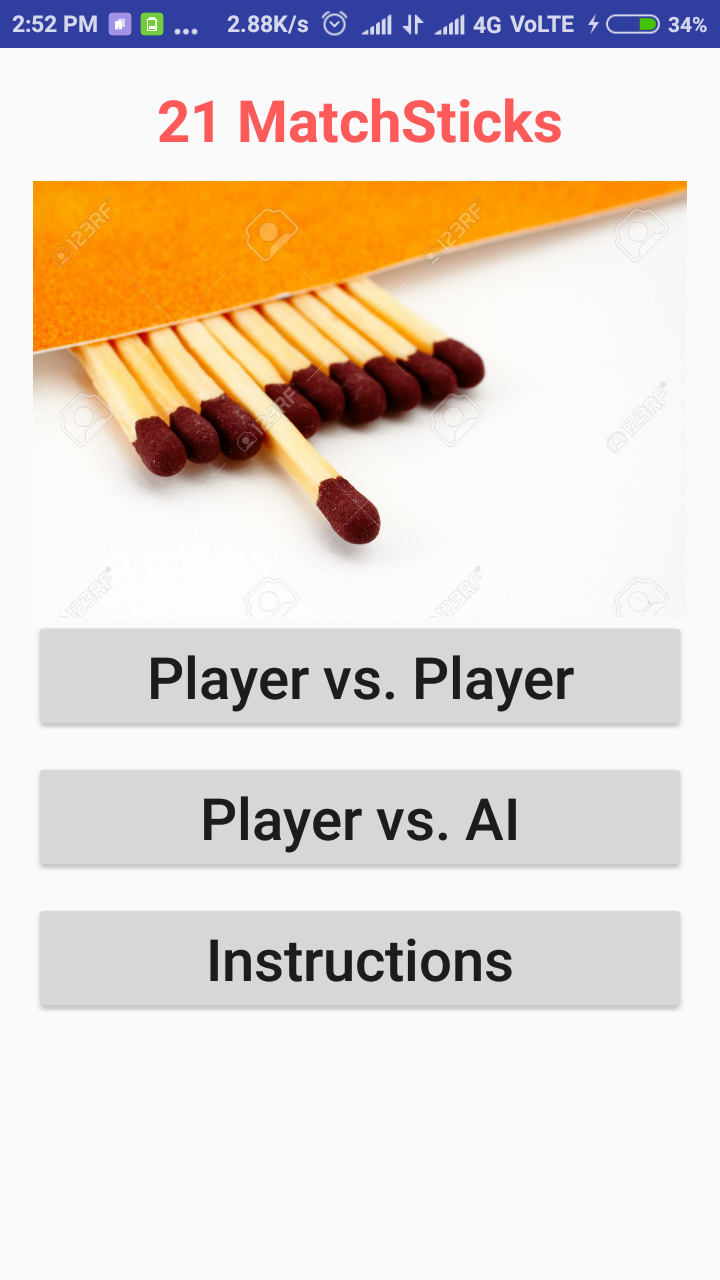 2:52 PM ... 2.88K/s 4G VoLTE 34%
21 MatchSticks
123RF 123RF
123RF 123RF
123RF 123RF
Player vs. Player
Player vs. AI
Instructions